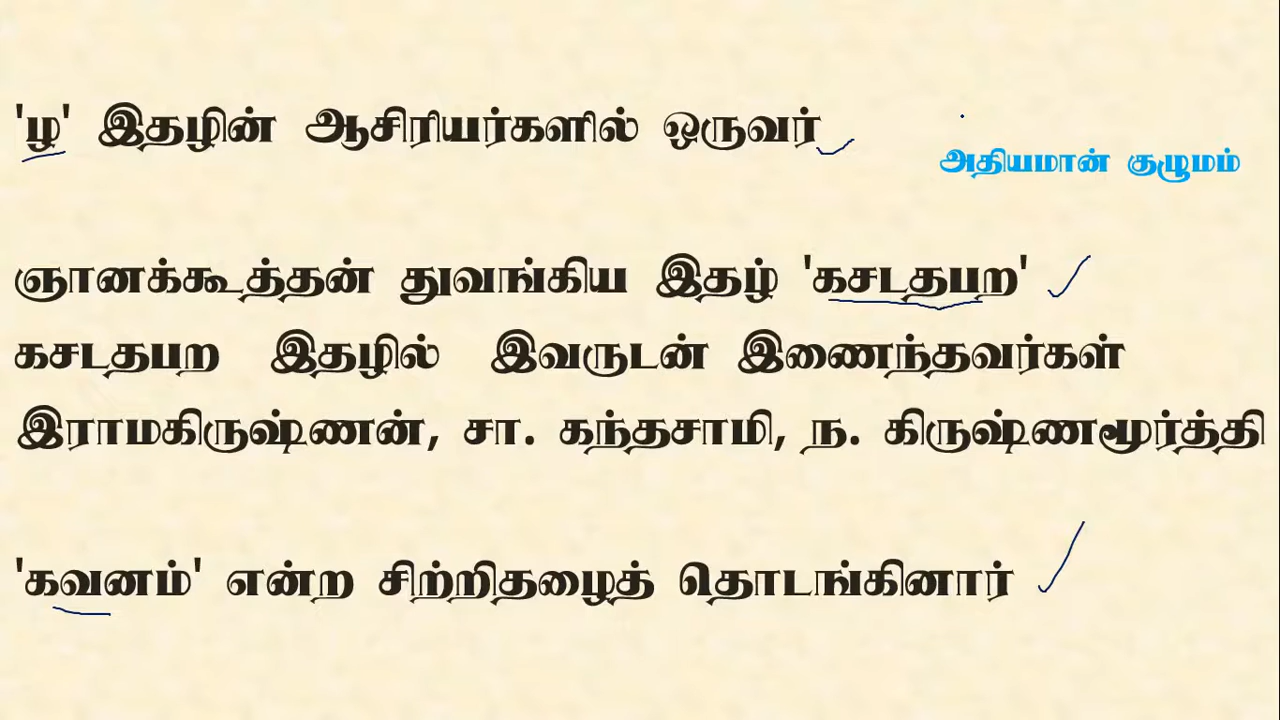 'ழ' இதழின் ஆசிரியர்களில் ஒருவர்
அதியமான் குழுமம்
ஞானக்கூத்தன் துவங்கிய இதழ் 'கசடதபற'
கசடதபற இதழில் இவருடன் இணைந்தவர்கள்
இராமகிருஷ்ணன், சா. கந்தசாமி, ந. கிருஷ்ணமூர்த்தி
'கவனம்' என்ற சிற்றிதழைத் தொடங்கினார்